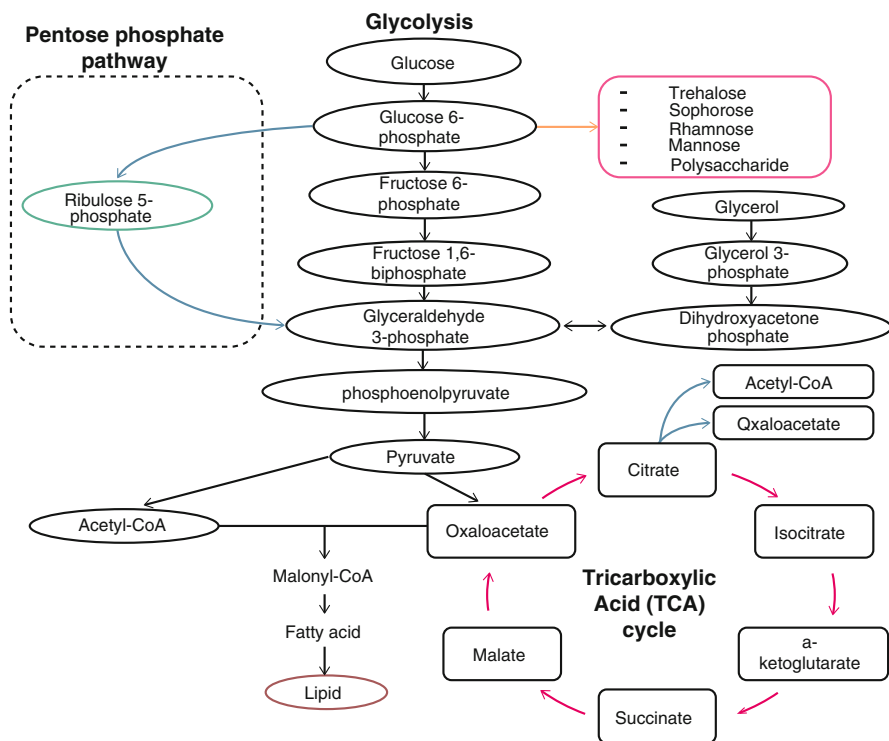 Glycolysis
Pentose phosphate
pathway
Glucose
Glucose 6-
phosphate
- Trehalose
- Sophorose
- Rhamnose
- Mannose
- Polysaccharide
Ribulose 5-
phosphate
Fructose 6-
phosphate
Glycerol
Fructose 1,6-
biphosphate
Glycerol 3-
phosphate
Glyceraldehyde
3-phosphate
Dihydroxyacetone
phosphate
phosphoenolpyruvate
Acetyl-CoA
Qxaloacetate
Pyruvate
Citrate
Acetyl-CoA
Oxaloacetate
Isocitrate
Malonyl-CoA
Tricarboxylic
Acid (TCA)
cycle
Fatty acid
Malate
a-
ketoglutarate
Lipid
Succinate